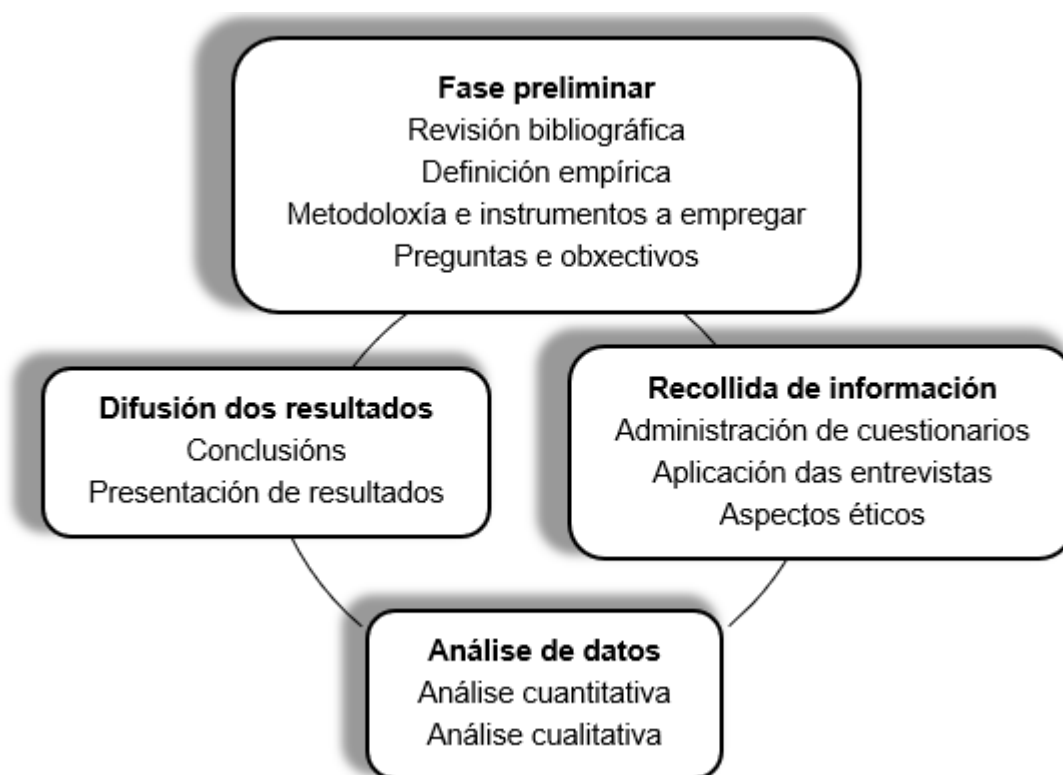 Fase preliminar
Revisión bibliográfica
Definición empírica
Metodoloxía e instrumentos a empregar
Preguntas e obxectivos
Difusión dos resultados
Conclusións
Presentación de resultados
Recollida de información
Administración de cuestionarios
Aplicación das entrevistas
Aspectos éticos
Análise de datos
Análise cuantitativa
Análise cualitativa